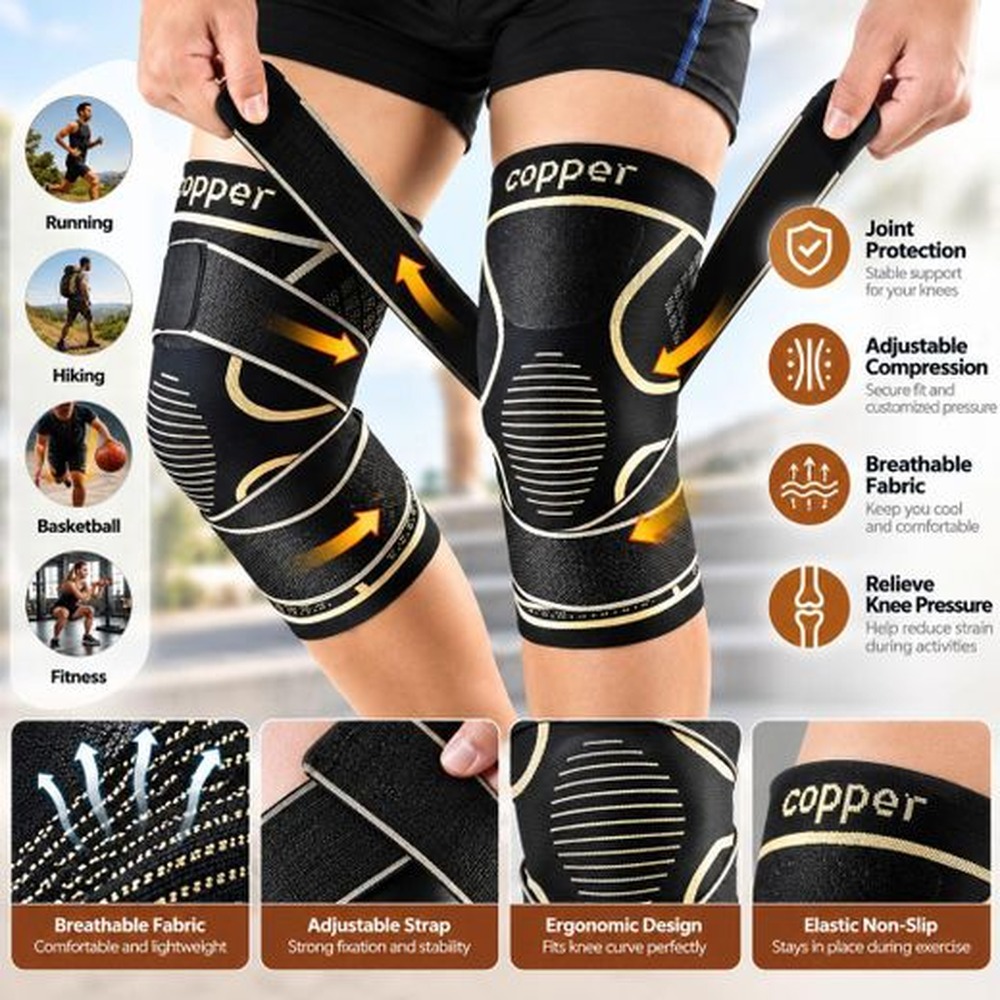 copper
copper
Running
Hiking
Basketball
Fitness
Joint
Protection
Stable support
for your knees
Adjustable
Compression
Secure fit and
customized pressure
Breathable
Fabric
Keep you cool
and comfortable
Relieve
Knee Pressure
Help reduce strain
during activities
copper
Breathable Fabric
Comfortable and lightweight
Adjustable Strap
Strong fixation and stability
Ergonomic Design
Fits knee curve perfectly
Elastic Non-Slip
Stays in place during exercise